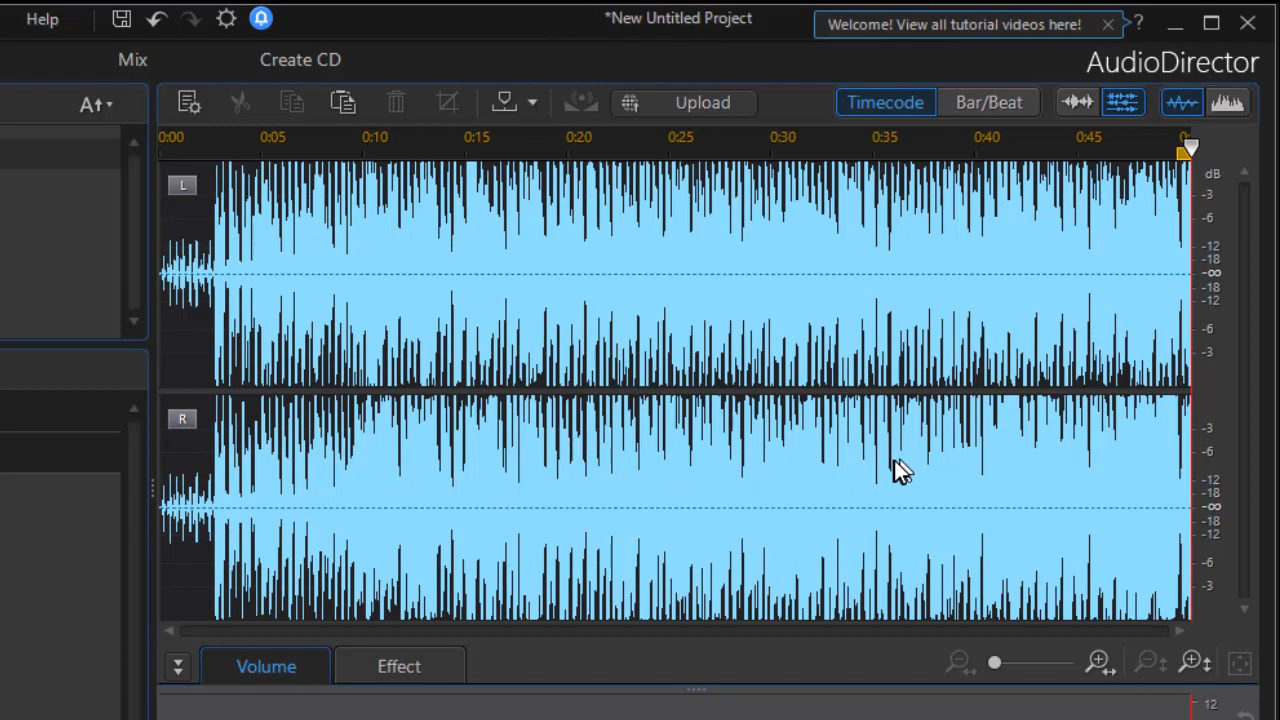 Help
*New Untitled Project
Welcome! View all tutorial videos here!
?
Mix
Create CD
AudioDirector
A
Upload
Timecode
Bar/Beat
0:00 0:05 0:10 0:15 0:20 0:25 0:30 0:35 0:40 0:45 0:
L
dB
-3
-6
-12
-18
-∞
-18
-12
-6
-3
R
-3
-6
-12
-18
-∞
-18
-12
-6
-3
Volume
Effect
12